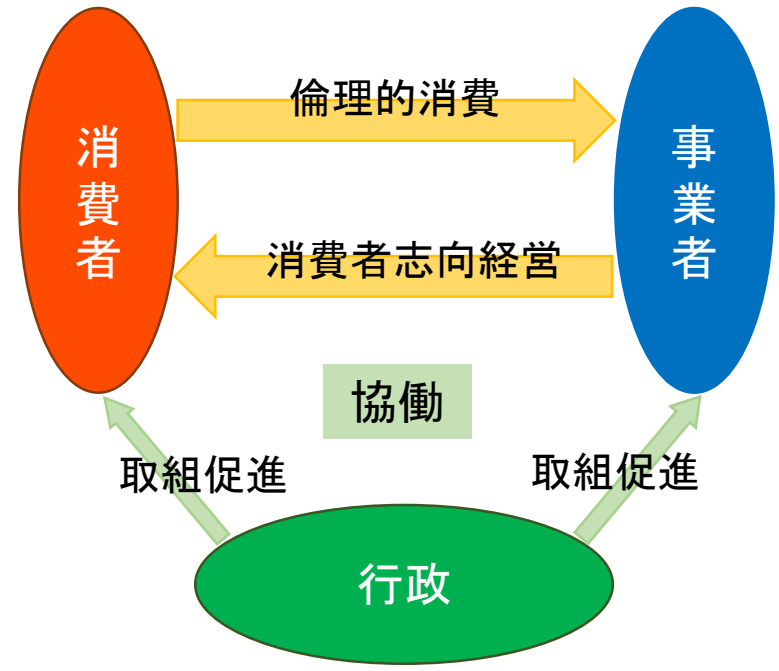 倫理的消費
消費者
事業者
消費者志向経営
協働
取組促進
取組促進
行政